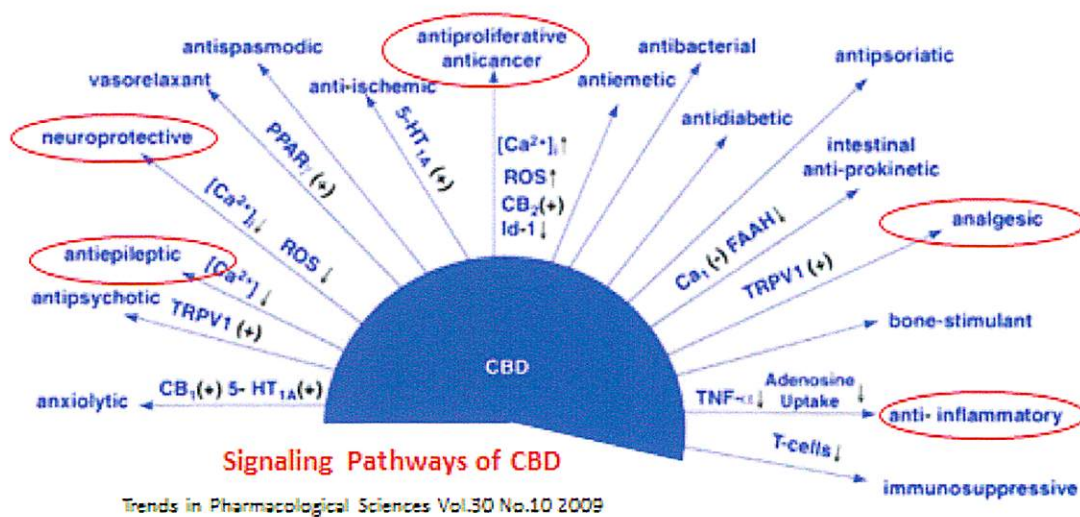 antispasmodic
vasorelaxant
anti-ischemic
antiproliferative
anticancer
antiemetic
antibacterial
antipsoriatic
antidiabetic
neuroprotective
intestinal
anti-prokinetic
analgesic
antiepileptic
antipsychotic
anxiolytic
PPARγ (+)
5-HT1A (+)
[Ca²⁺]i↑
ROS↑
CB2(+)
Id-1↓
[Ca²⁺]i↓ ROS↓
[Ca²⁺] ↓
TRPV1 (+)
CB1(+) 5- HT1A(+)
Ca1 (-) FAAH↓
TRPV1 (+)
bone-stimulant
TNF-α↓ Adenosine
Uptake ↓
anti- inflammatory
T-cells↓
immunosuppressive
CBD
Signaling Pathways of CBD
Trends in Pharmacological Sciences Vol.30 No.10 2009